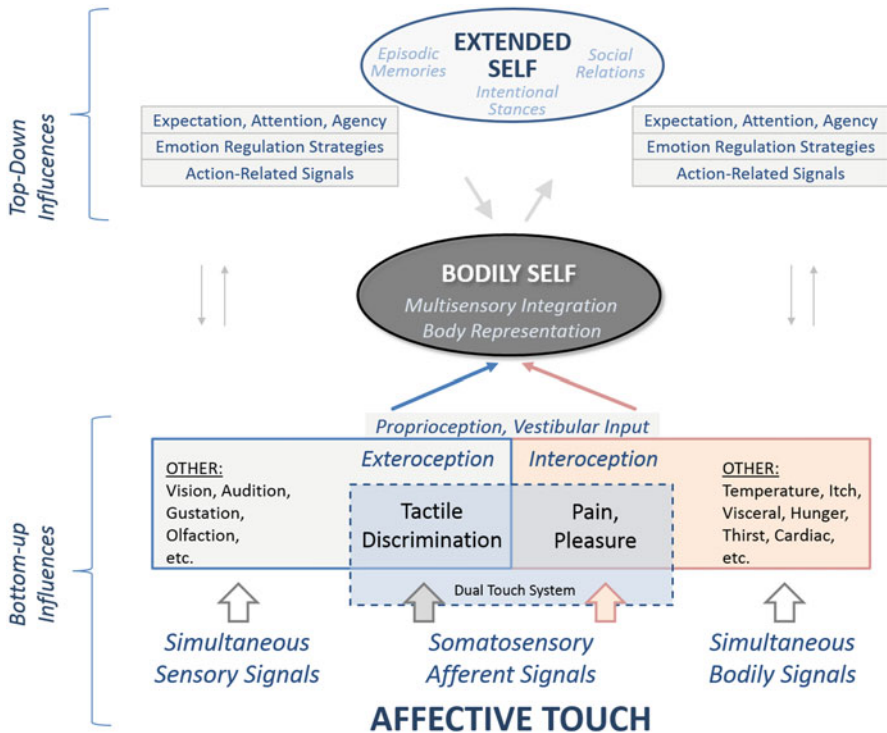 EXTENDED
SELF
Episodic
Memories
Social
Relations
Intentional
Stances
Top-Down
Influcences
Expectation, Attention, Agency
Emotion Regulation Strategies
Action-Related Signals
Expectation, Attention, Agency
Emotion Regulation Strategies
Action-Related Signals
BODILY SELF
Multisensory Integration
Body Representation
Bottom-up
Influences
Proprioception, Vestibular Input
Exteroception
Interoception
OTHER:
Vision, Audition,
Gustation,
Olfaction,
etc.
Tactile
Discrimination
Pain,
Pleasure
OTHER:
Temperature, Itch,
Visceral, Hunger,
Thirst, Cardiac,
etc.
Dual Touch System
Simultaneous
Sensory Signals
Somatosensory
Afferent Signals
Simultaneous
Bodily Signals
AFFECTIVE TOUCH